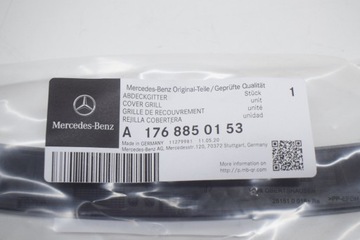 Mercedes-Benz Original-Teile/Geprüfte Qualität
ABDECKGITTER
COVER GRILL
GRILLE DE RECOUVREMENT
REJILLA COBERTERA
Stück
unit
unité
unidad
1
Mercedes-Benz
A 176 885 01 53
Made in GERMANY
Mercedes-Benz AG, Mercedesstr. 120, 70372 Stuttgart, Germany
More information on: